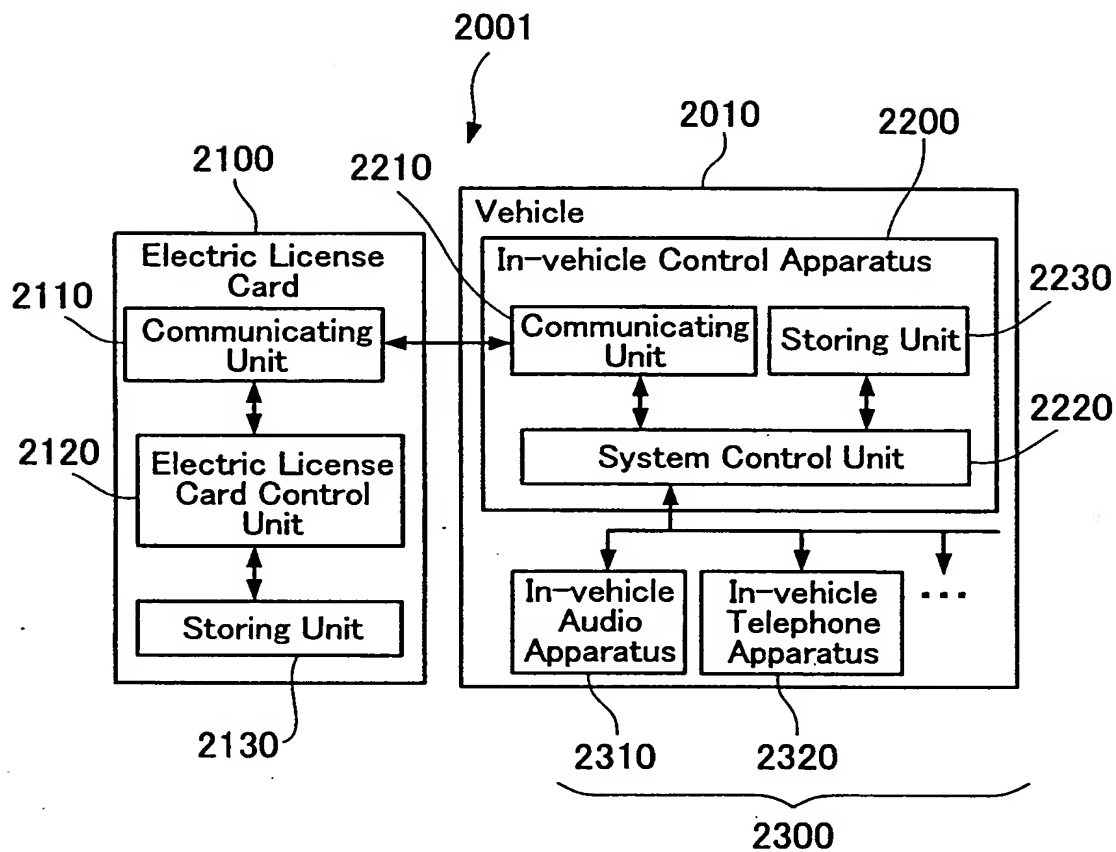 2001
2100
2210
2010
2200
Vehicle
Electric License
Card
In-vehicle Control Apparatus
2110
2230
Communicating
Unit
Communicating
Unit
Storing Unit
2120
2220
Electric License
Card Control
Unit
System Control Unit
Storing Unit
In-vehicle
Audio
Apparatus
In-vehicle
Telephone
Apparatus
...
2130
2310
2320
2300